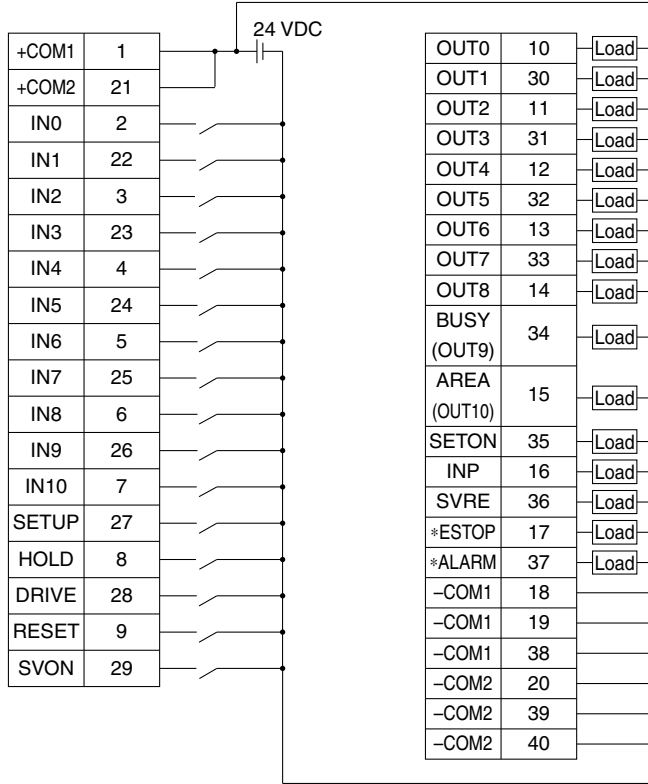 24 VDC
+COM1 1
+COM2 21
IN0 2
IN1 22
IN2 3
IN3 23
IN4 4
IN5 24
IN6 5
IN7 25
IN8 6
IN9 26
IN10 7
SETUP 27
HOLD 8
DRIVE 28
RESET 9
SVON 29
OUT0 10 Load
OUT1 30 Load
OUT2 11 Load
OUT3 31 Load
OUT4 12 Load
OUT5 32 Load
OUT6 13 Load
OUT7 33 Load
OUT8 14 Load
BUSY
(OUT9) 34 Load
AREA
(OUT10) 15 Load
SETON 35 Load
INP 16 Load
SVRE 36 Load
*ESTOP 17 Load
*ALARM 37 Load
−COM1 18
−COM1 19
−COM1 38
−COM2 20
−COM2 39
−COM2 40